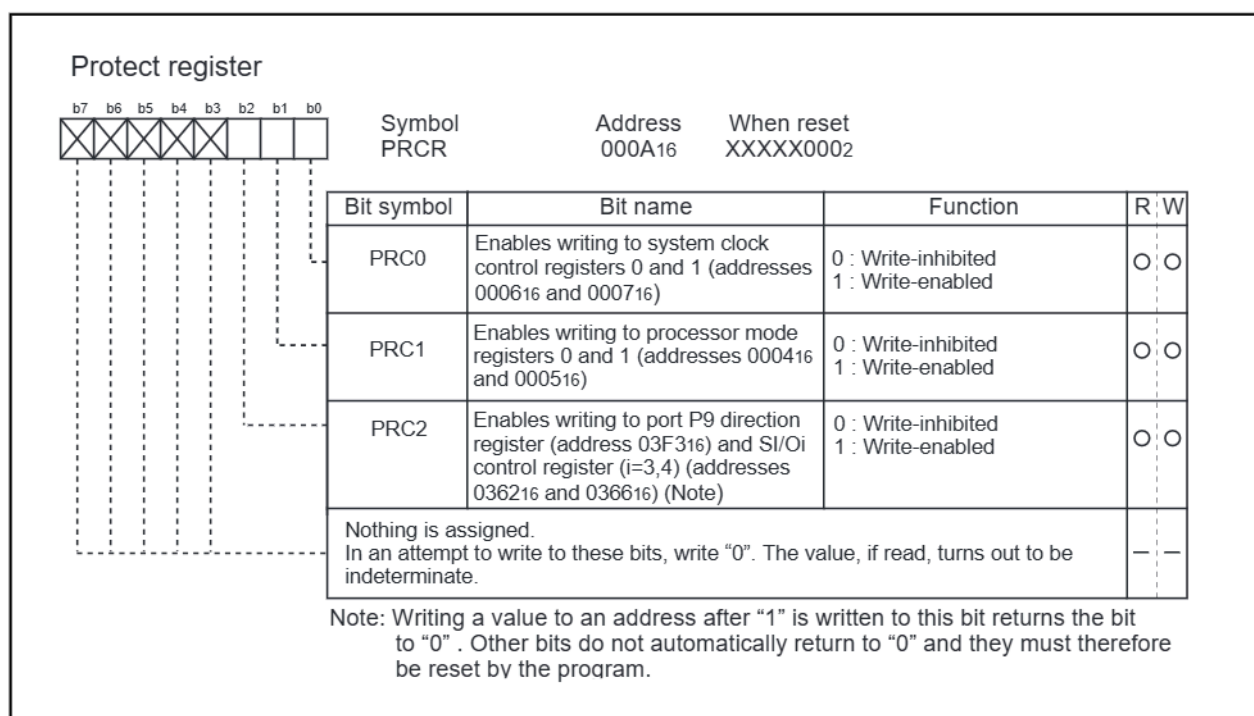 Protect register
b7 b6 b5 b4 b3 b2 b1 b0
Symbol Address When reset
PRCR 000A16 XXXXX0002
Bit symbol Bit name Function R W
PRC0
Enables writing to system clock
control registers 0 and 1 (addresses
000616 and 000716)
0 : Write-inhibited
1 : Write-enabled
PRC1
Enables writing to processor mode
registers 0 and 1 (addresses 000416
and 000516)
0 : Write-inhibited
1 : Write-enabled
PRC2
Enables writing to port P9 direction
register (address 03F316) and SI/Oi
control register (i=3,4) (addresses
036216 and 036616) (Note)
0 : Write-inhibited
1 : Write-enabled
Nothing is assigned.
In an attempt to write to these bits, write “0”. The value, if read, turns out to be
indeterminate.
Note: Writing a value to an address after “1” is written to this bit returns the bit
to “0” . Other bits do not automatically return to “0” and they must therefore
be reset by the program.